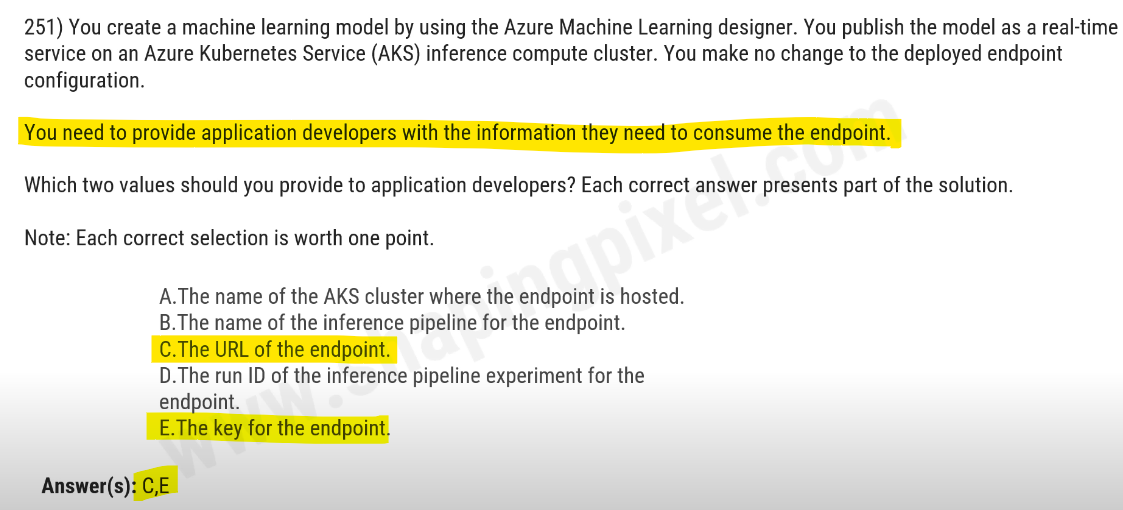 251) You create a machine learning model by using the Azure Machine Learning designer. You publish the model as a real-time
service on an Azure Kubernetes Service (AKS) inference compute cluster. You make no change to the deployed endpoint
configuration.
You need to provide application developers with the information they need to consume the endpoint.
Which two values should you provide to application developers? Each correct answer presents part of the solution.
Note: Each correct selection is worth one point.
A.The name of the AKS cluster where the endpoint is hosted.
B.The name of the inference pipeline for the endpoint.
C.The URL of the endpoint.
D.The run ID of the inference pipeline experiment for the
endpoint.
E.The key for the endpoint.
Answer(s): C,E
www.shapingpixel.com